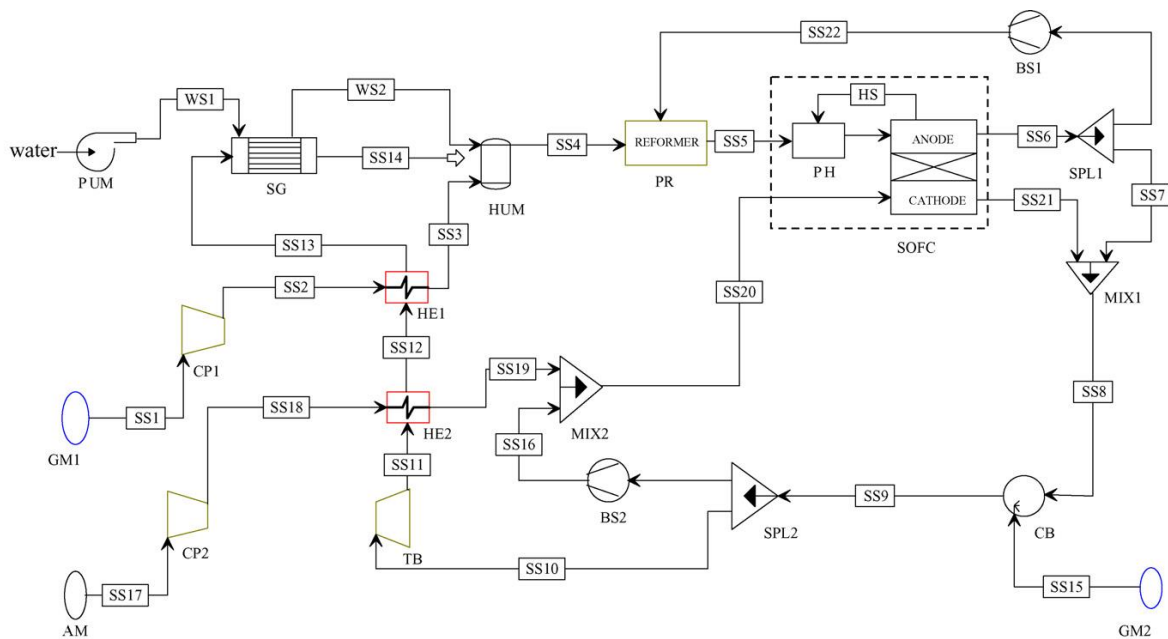 SS22
BS1
WS1
WS2
HS
water
PUM
SG
SS14
HUM
SS4
REFORMER
PR
SS5
PH
ANODE
CATHODE
SOFC
SS6
SPL1
SS7
SS21
MIX1
SS13
SS3
SS2
HE1
SS20
CP1
SS12
SS19
SS1
GM1
SS18
HE2
MIX2
SS8
SS16
SS11
CP2
TB
BS2
SPL2
SS9
CB
SS10
SS17
AM
SS15
GM2